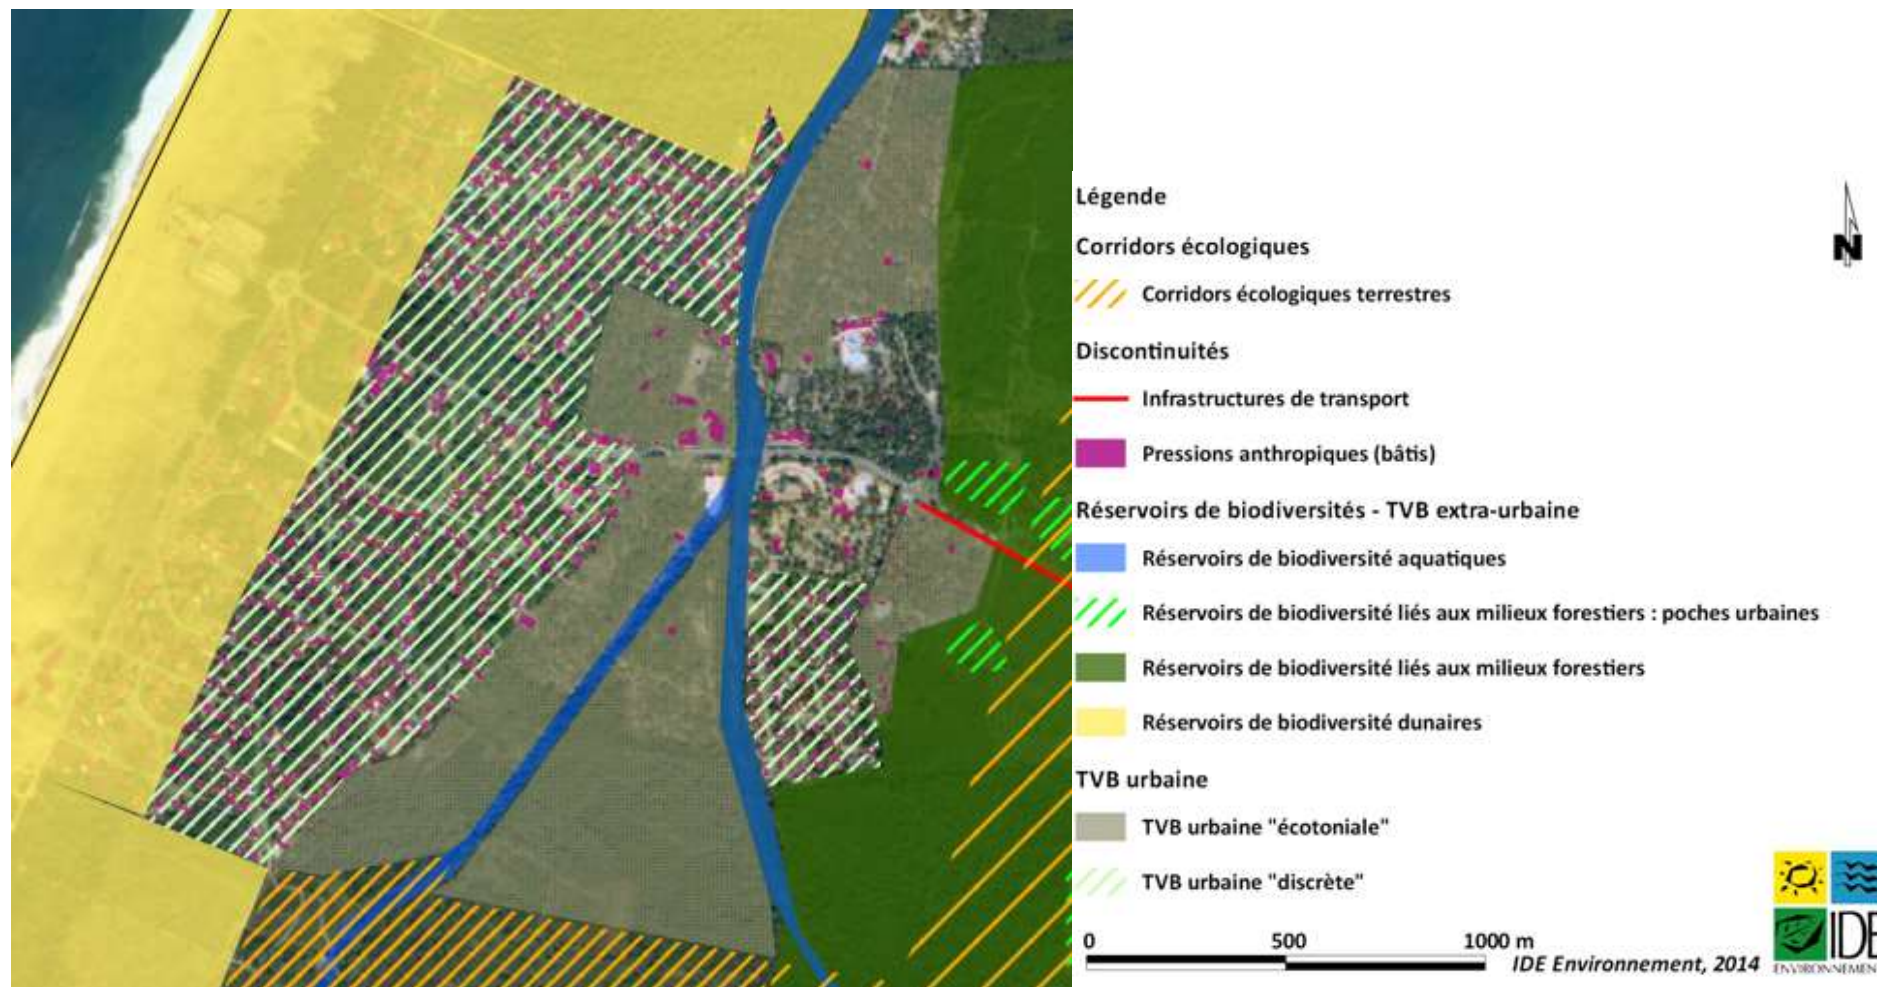 Légende
N
Corridors écologiques
Corridors écologiques terrestres
Discontinuités
Infrastructures de transport
Pressions anthropiques (bâtis)
Réservoirs de biodiversités - TVB extra-urbaine
Réservoirs de biodiversité aquatiques
Réservoirs de biodiversité liés aux milieux forestiers : poches urbaines
Réservoirs de biodiversité liés aux milieux forestiers
Réservoirs de biodiversité dunaires
TVB urbaine
TVB urbaine "écotoniale"
TVB urbaine "discrète"
0 500 1000 m
IDE Environnement, 2014
IDE
ENVIRONNEMEN